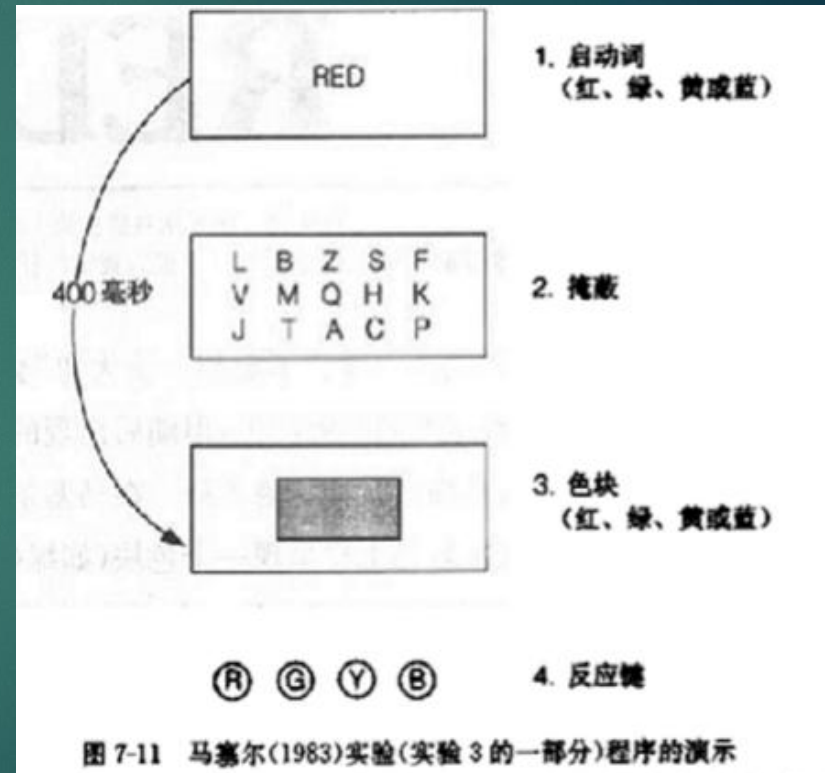 RED
1. 启动词
(红、绿、黄或蓝)
400毫秒
L B Z S F
V M Q H K
J T A C P
2. 掩蔽
3. 色块
(红、绿、黄或蓝)
R G Y B
4. 反应键
图 7-11 马塞尔(1983)实验(实验 3 的一部分)程序的演示